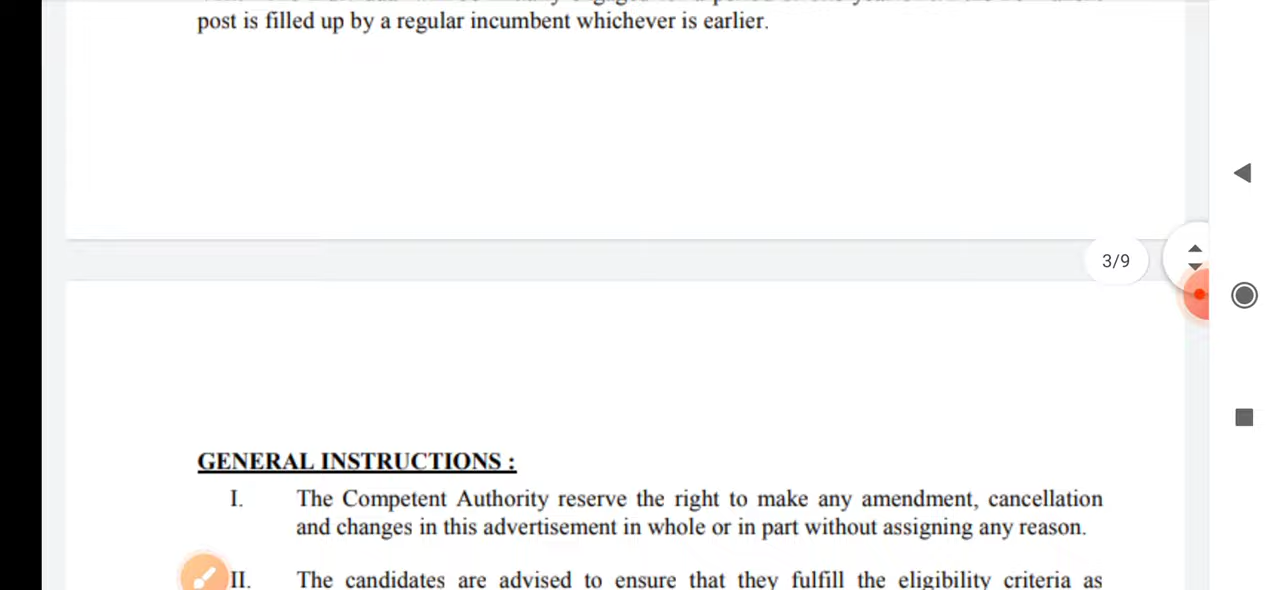 post is filled up by a regular incumbent whichever is earlier.
3/9
GENERAL INSTRUCTIONS :
I. The Competent Authority reserve the right to make any amendment, cancellation
and changes in this advertisement in whole or in part without assigning any reason.
II. The candidates are advised to ensure that they fulfill the eligibility criteria as